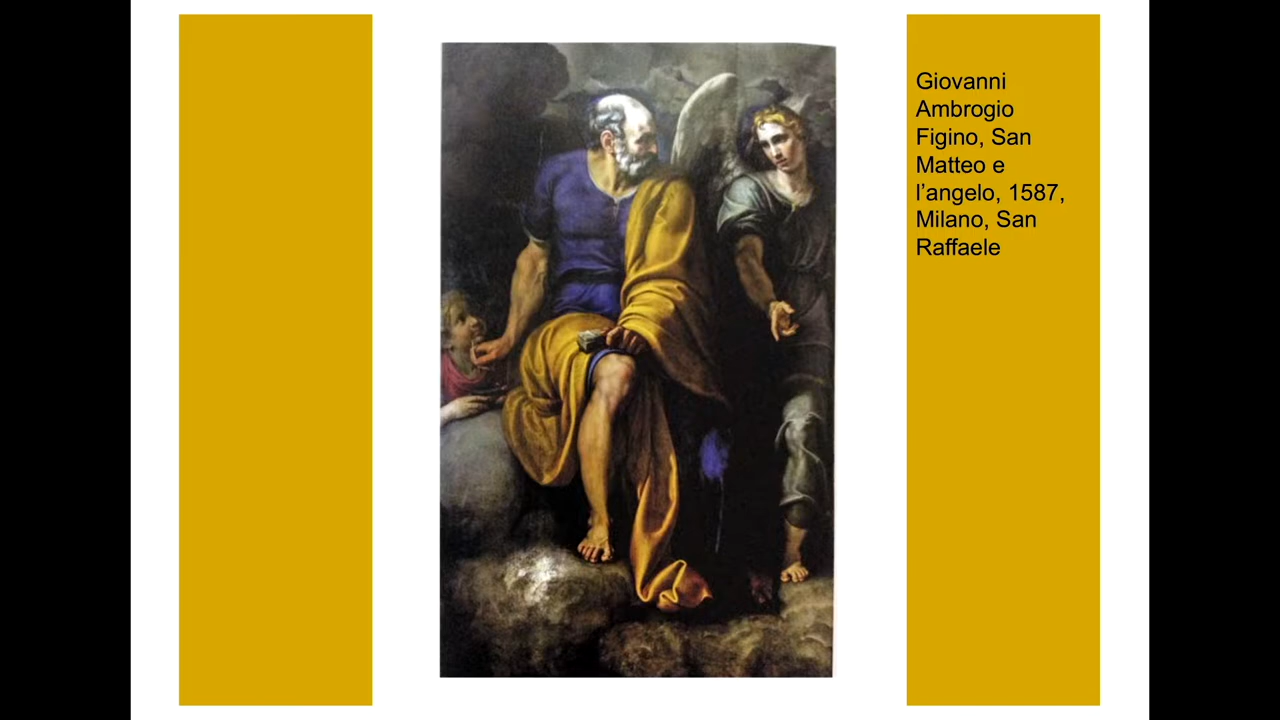 Giovanni
Ambrogio
Figino, San
Matteo e
l’angelo, 1587,
Milano, San
Raffaele